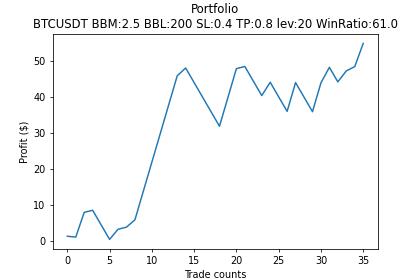 Portfolio
BTCUSDT BBM:2.5 BBL:200 SL:0.4 TP:0.8 lev:20 WinRatio:61.0
50
40
30
20
10
0
Profit ($)
0 5 10 15 20 25 30 35
Trade counts